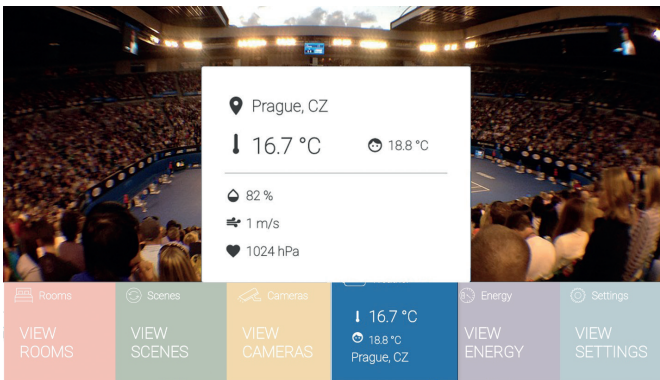 Prague, CZ
16.7 °C
18.8 °C
82 %
1 m/s
1024 hPa
Rooms
VIEW
ROOMS
Scenes
VIEW
SCENES
Cameras
VIEW
CAMERAS
16.7 °C
18.8 °C
Prague, CZ
Energy
VIEW
ENERGY
Settings
VIEW
SETTINGS